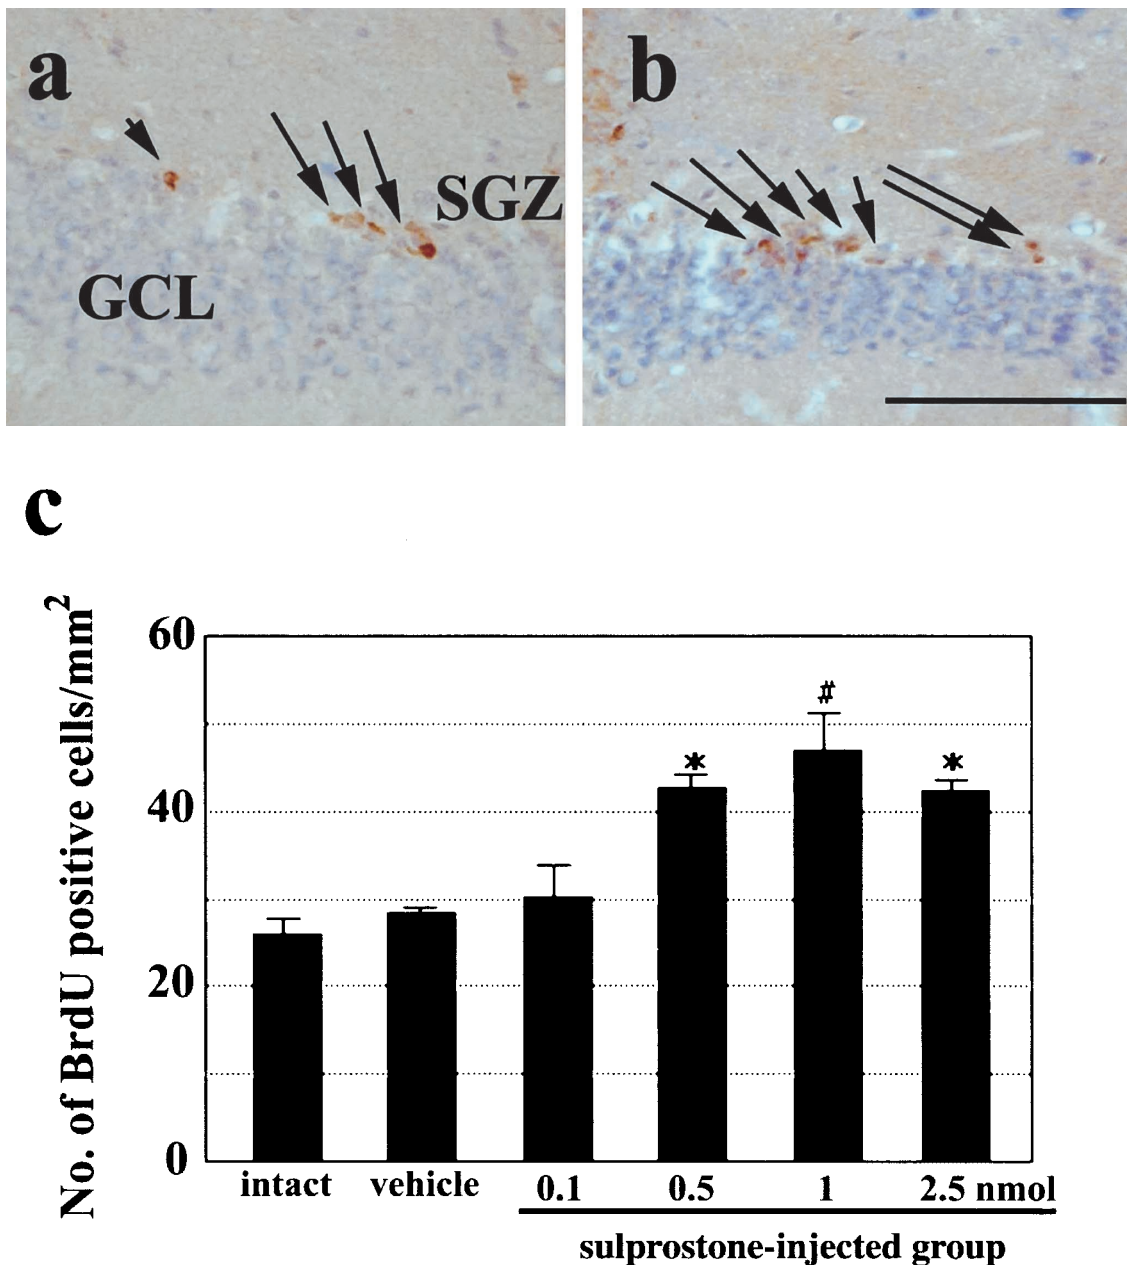 a
b
SGZ
GCL
c
No. of BrdU positive cells/mm²
60
40
20
0
*
#
*
intact vehicle 0.1 0.5 1 2.5 nmol
sulprostone-injected group